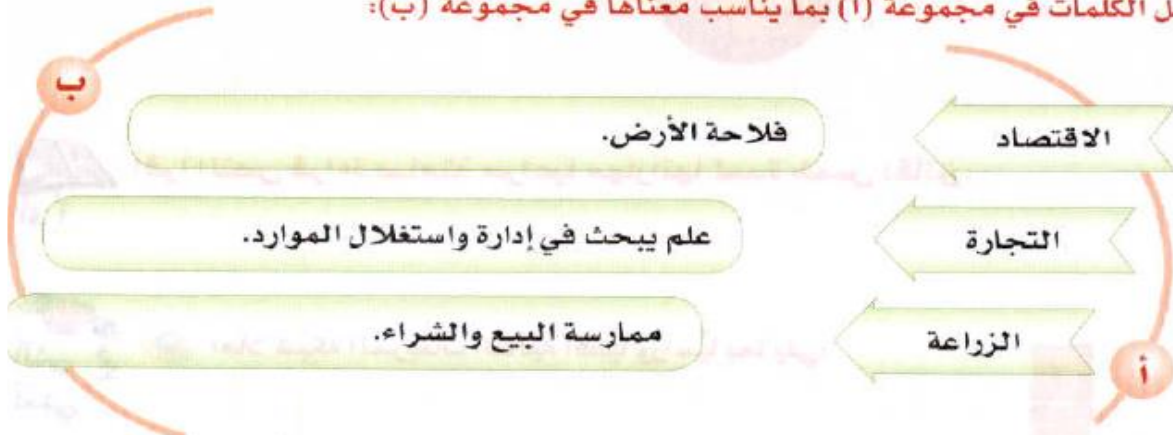 ل الكلمات في مجموعة (أ) بما يناسب معناها في مجموعة (ب):
ب
الاقتصاد
فلاحة الأرض.
التجارة
علم يبحث في إدارة واستغلال الموارد.
الزراعة
ممارسة البيع والشراء.
أ